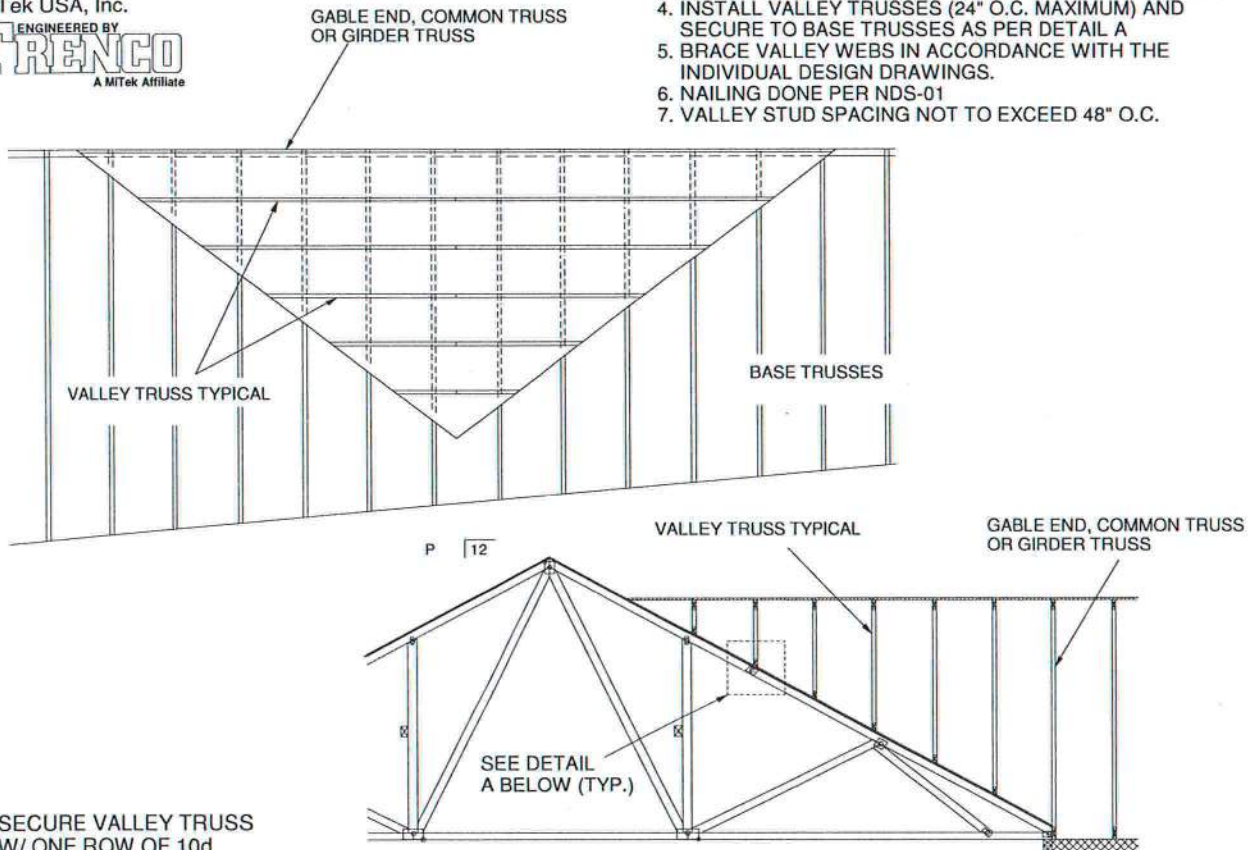 Tek USA, Inc.
ENGINEERED BY
TRENCO
A MiTek Affiliate
GABLE END, COMMON TRUSS
OR GIRDER TRUSS
4. INSTALL VALLEY TRUSSES (24" O.C. MAXIMUM) AND
SECURE TO BASE TRUSSES AS PER DETAIL A
5. BRACE VALLEY WEBS IN ACCORDANCE WITH THE
INDIVIDUAL DESIGN DRAWINGS.
6. NAILING DONE PER NDS-01
7. VALLEY STUD SPACING NOT TO EXCEED 48" O.C.
VALLEY TRUSS TYPICAL
BASE TRUSSES
P 12
VALLEY TRUSS TYPICAL
GABLE END, COMMON TRUSS
OR GIRDER TRUSS
SEE DETAIL
A BELOW (TYP.)
SECURE VALLEY TRUSS
W/ ONE ROW OF 10d